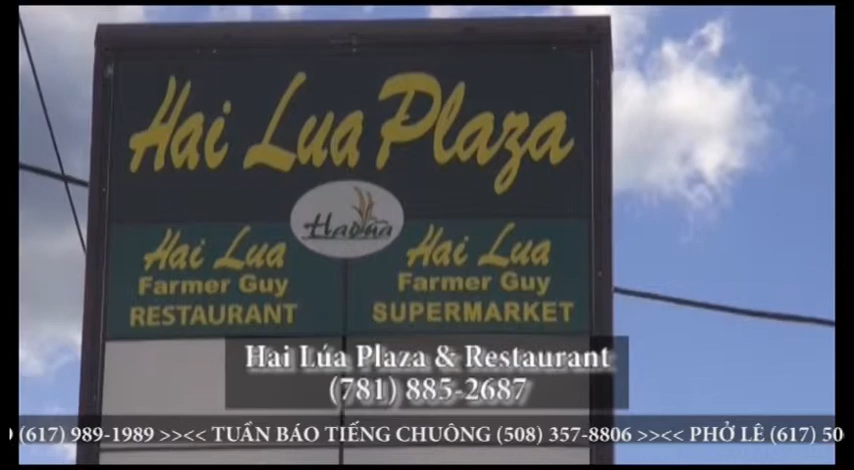 Hai Lua Plaza
Hai Lua
Farmer Guy
RESTAURANT
Hai Lua
Farmer Guy
SUPERMARKET
Hai Lúa Plaza & Restaurant
(781) 885-2687
(617) 989-1989 >><< TUẦN BÁO TIẾNG CHUÔNG (508) 357-8806 >><< PHỞ LÊ (617) 50